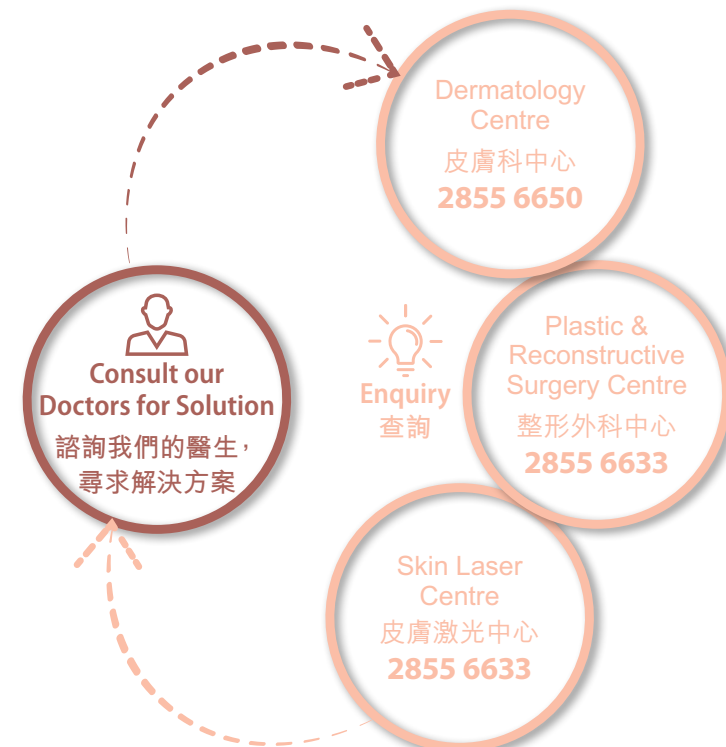 Dermatology
Centre
皮膚科中心
2855 6650
Consult our
Doctors for Solution
諮詢我們的醫生，
尋求解決方案
Enquiry
查詢
Plastic &
Reconstructive
Surgery Centre
整形外科中心
2855 6633
Skin Laser
Centre
皮膚激光中心
2855 6633